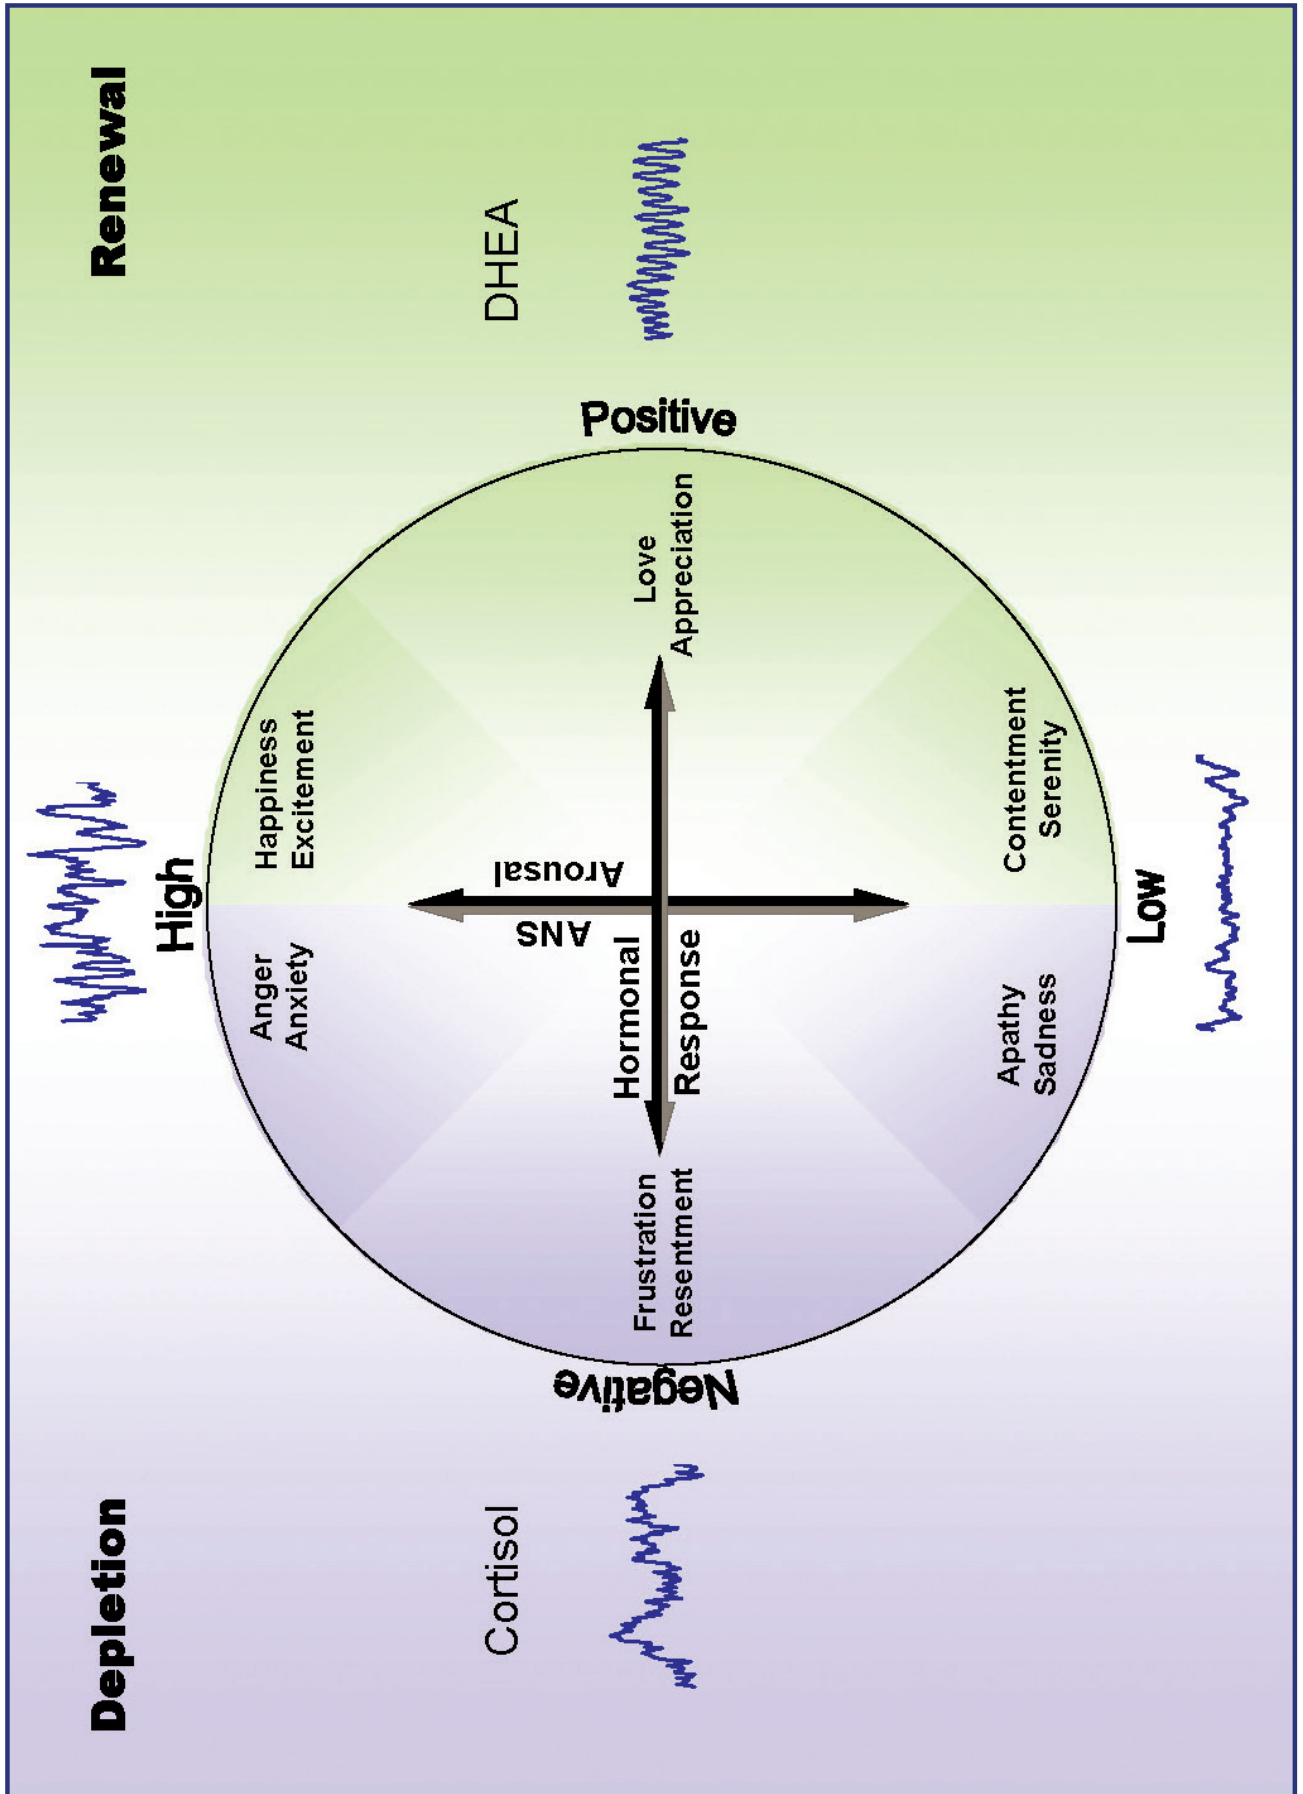 Depletion
Renewal
High
Anger
Anxiety
Happiness
Excitement
Cortisol
DHEA
ANS
Arousal
Negative
Frustration
Resentment
Hormonal
Response
Love
Appreciation
Positive
Apathy
Sadness
Contentment
Serenity
Low